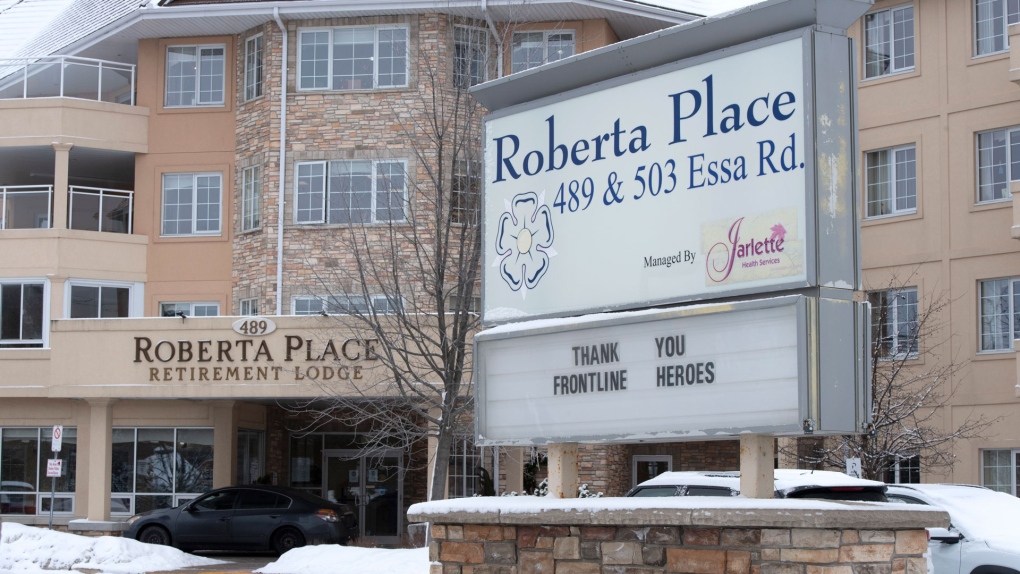 Roberta Place
489 & 503 Essa Rd.
Managed By
Jarlette
Health Services
THANK YOU
FRONTLINE HEROES
489
ROBERTA PLACE
RETIREMENT LODGE